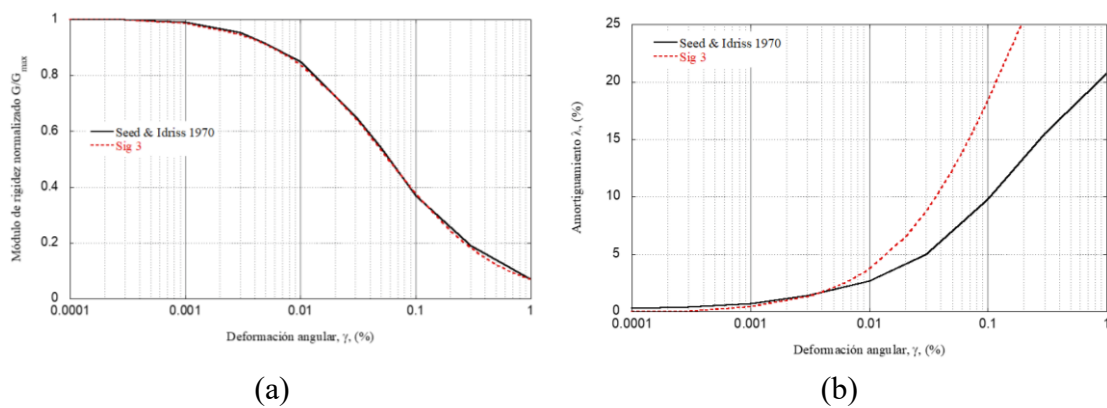 1
0.8
0.6
0.4
0.2
0
0.0001
0.001
0.01
0.1
1
Módulo de rigidez normalizado G/Gmax
Seed & Idriss 1970
Sig 3
Deformación angular, γ, (%)
(a)
25
20
15
10
5
0
0.0001
0.001
0.01
0.1
1
Amortiguamiento λ, (%)
Seed & Idriss 1970
Sig 3
Deformación angular, γ, (%)
(b)